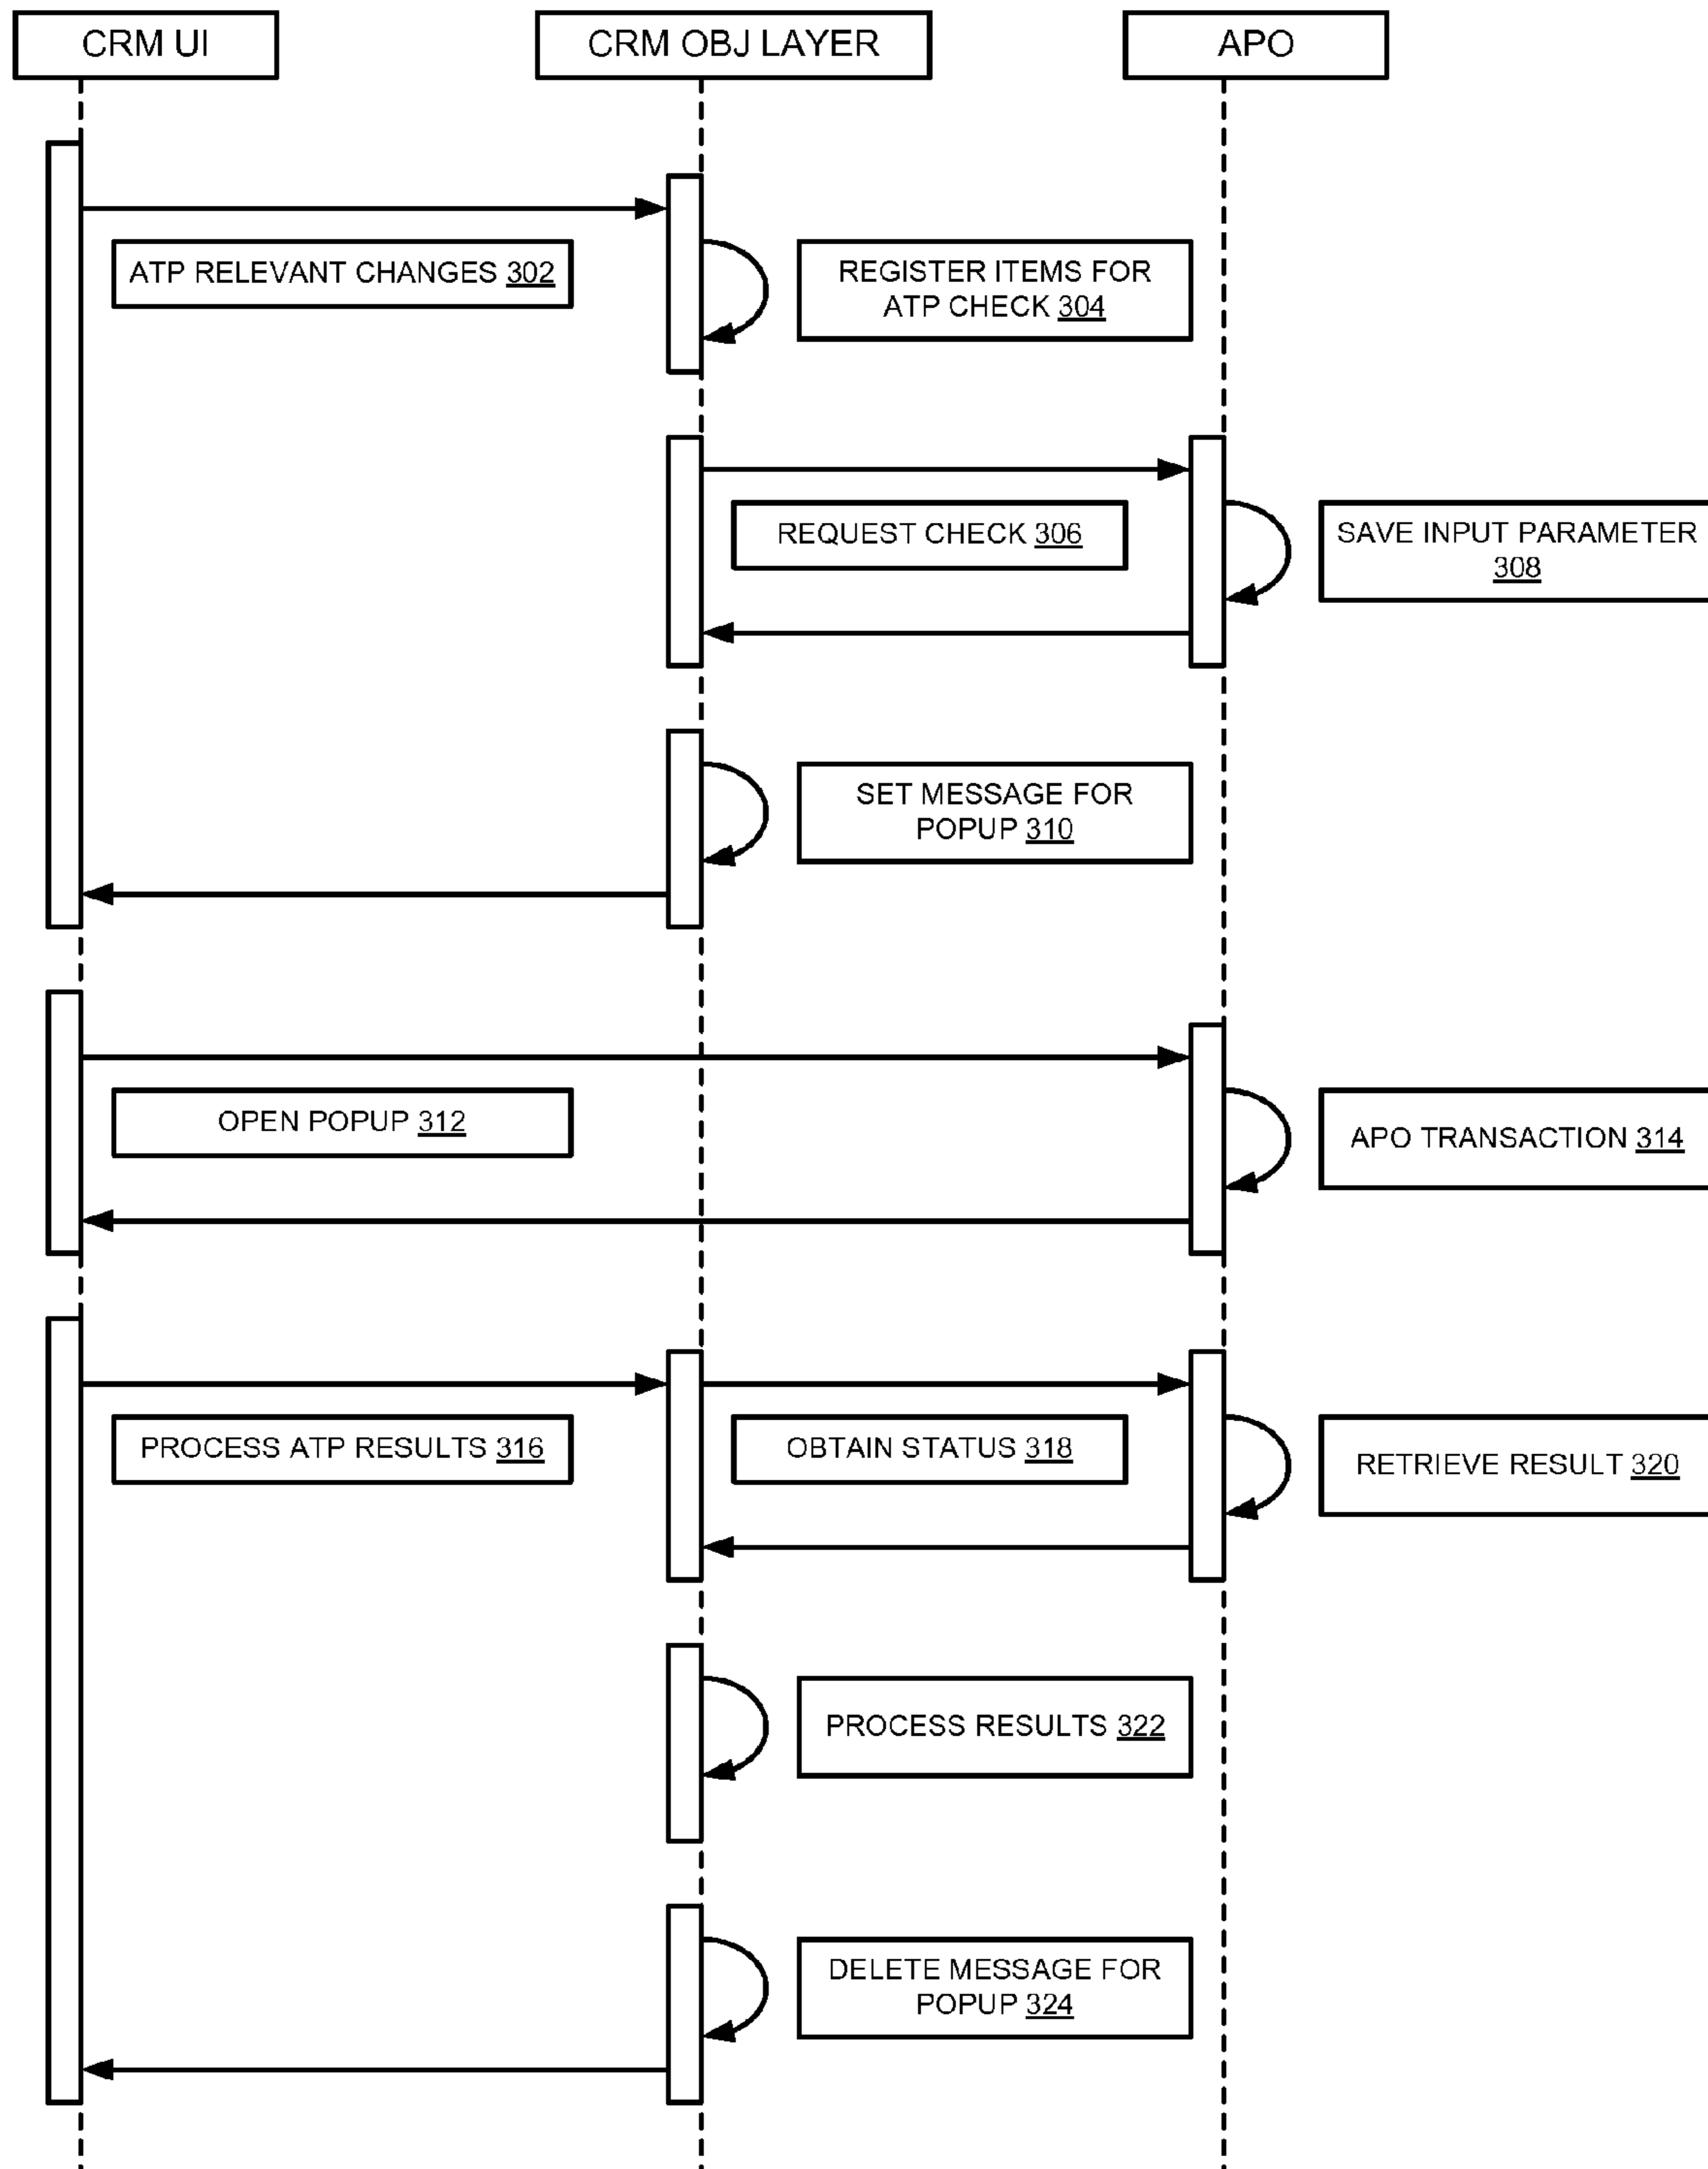 CRM UI
CRM OBJ LAYER
APO
ATP RELEVANT CHANGES 302
REGISTER ITEMS FOR
ATP CHECK 304
REQUEST CHECK 306
SAVE INPUT PARAMETER
308
SET MESSAGE FOR
POPUP 310
OPEN POPUP 312
APO TRANSACTION 314
PROCESS ATP RESULTS 316
OBTAIN STATUS 318
RETRIEVE RESULT 320
PROCESS RESULTS 322
DELETE MESSAGE FOR
POPUP 324